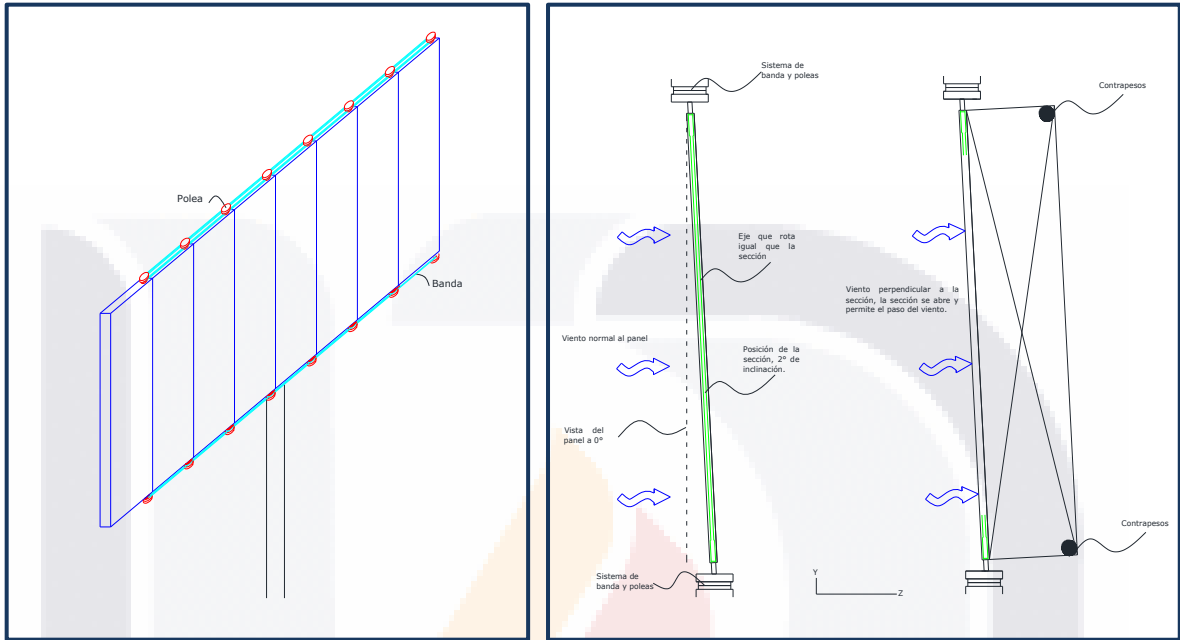 Polea
Banda
Sistema de
banda y poleas
Contrapesos
Eje que rota
igual que la
sección
Viento perpendicular a la
sección, la sección se abre y
permite el paso del viento.
Viento normal al panel
Posición de la
sección, 2° de
inclinación.
Vista del
panel a 0°
Contrapesos
Sistema de
banda y poleas
Y
Z